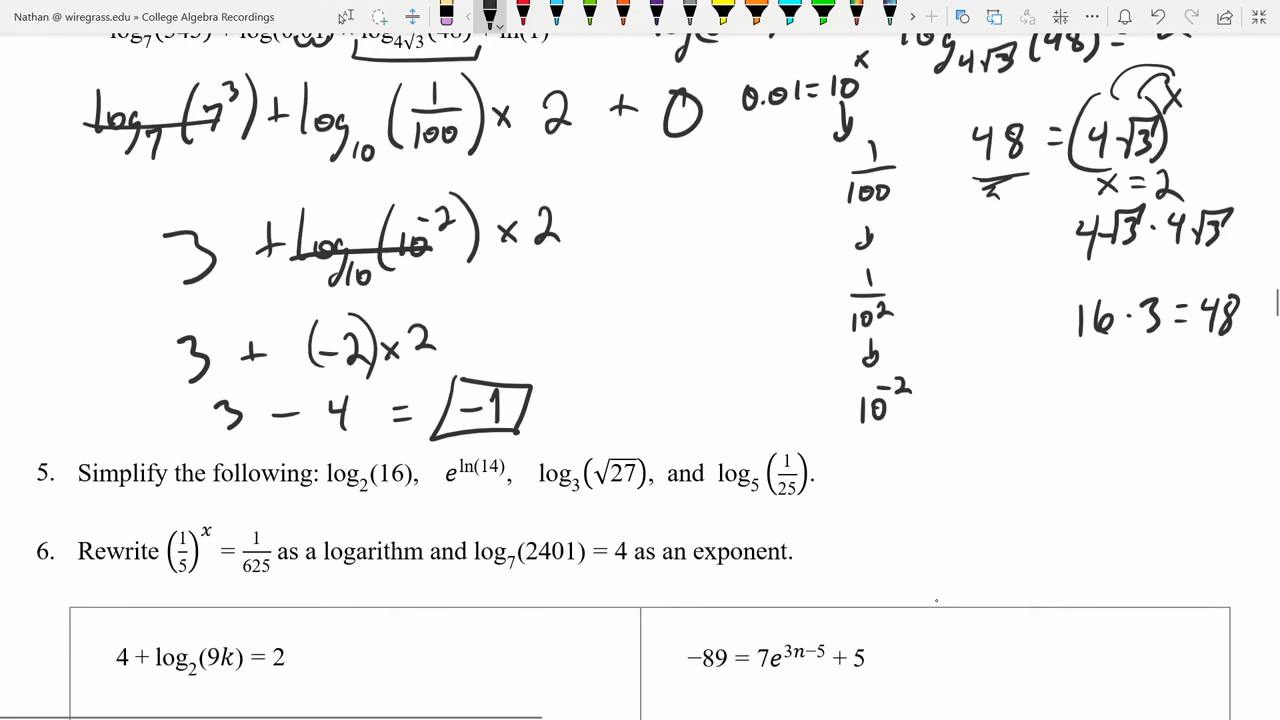 Nathan @ wiregrass.edu » College Algebra Recordings
log₄√₃(48) =
log₇(7³) + log₁₀(1/100) × 2 + 0
0.01 = 10ˣ
1/100
1/10²
10⁻²
48 = (4√3)ˣ
x = 2
4√3 · 4√3
16 · 3 = 48
3 + log₁₀(10⁻²) × 2
3 + (-2) × 2
3 - 4 = -1
5. Simplify the following: log₂(16), e^ln(14), log₃(√27), and log₅(1/25).
6. Rewrite (1/5)ˣ = 1/625 as a logarithm and log₇(2401) = 4 as an exponent.
4 + log₂(9k) = 2
−89 = 7e³ⁿ⁻⁵ + 5